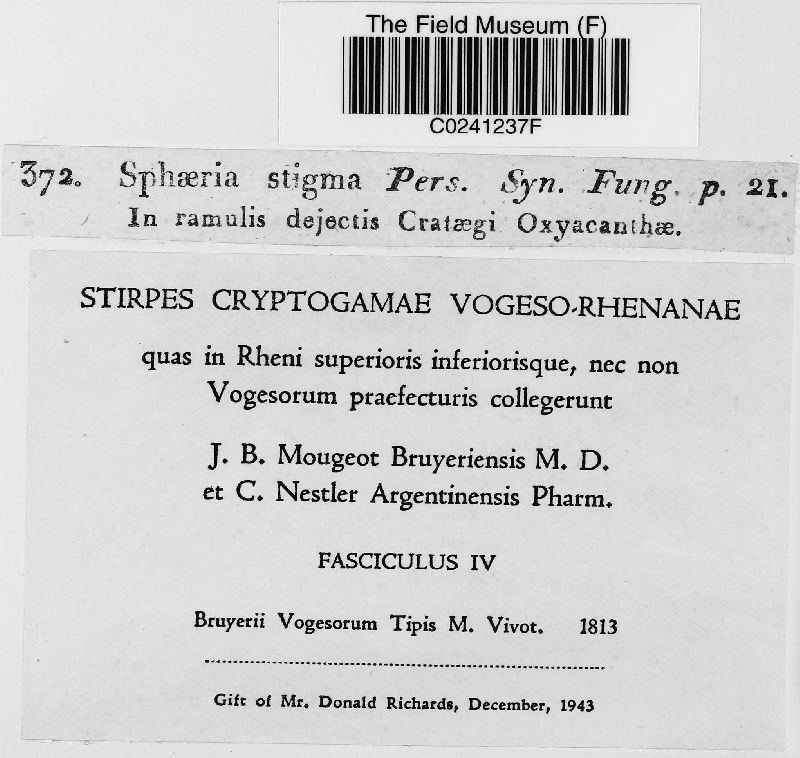 The Field Museum (F)
C0241237F
372. Sphæria stigma Pers. Syn. Fung. p. 21.
In ramulis dejectis Cratægi Oxyacanthæ.
STIRPES CRYPTOGAMAE VOGESO-RHENANAE
quas in Rheni superioris inferiorisque, nec non
Vogesorum praefecturis collegerunt
J. B. Mougeot Bruyeriensis M. D.
et C. Nestler Argentinensis Pharm.
FASCICULUS IV
Bruyerii Vogesorum Tipis M. Vivot. 1813
Gift of Mr. Donald Richards, December, 1943